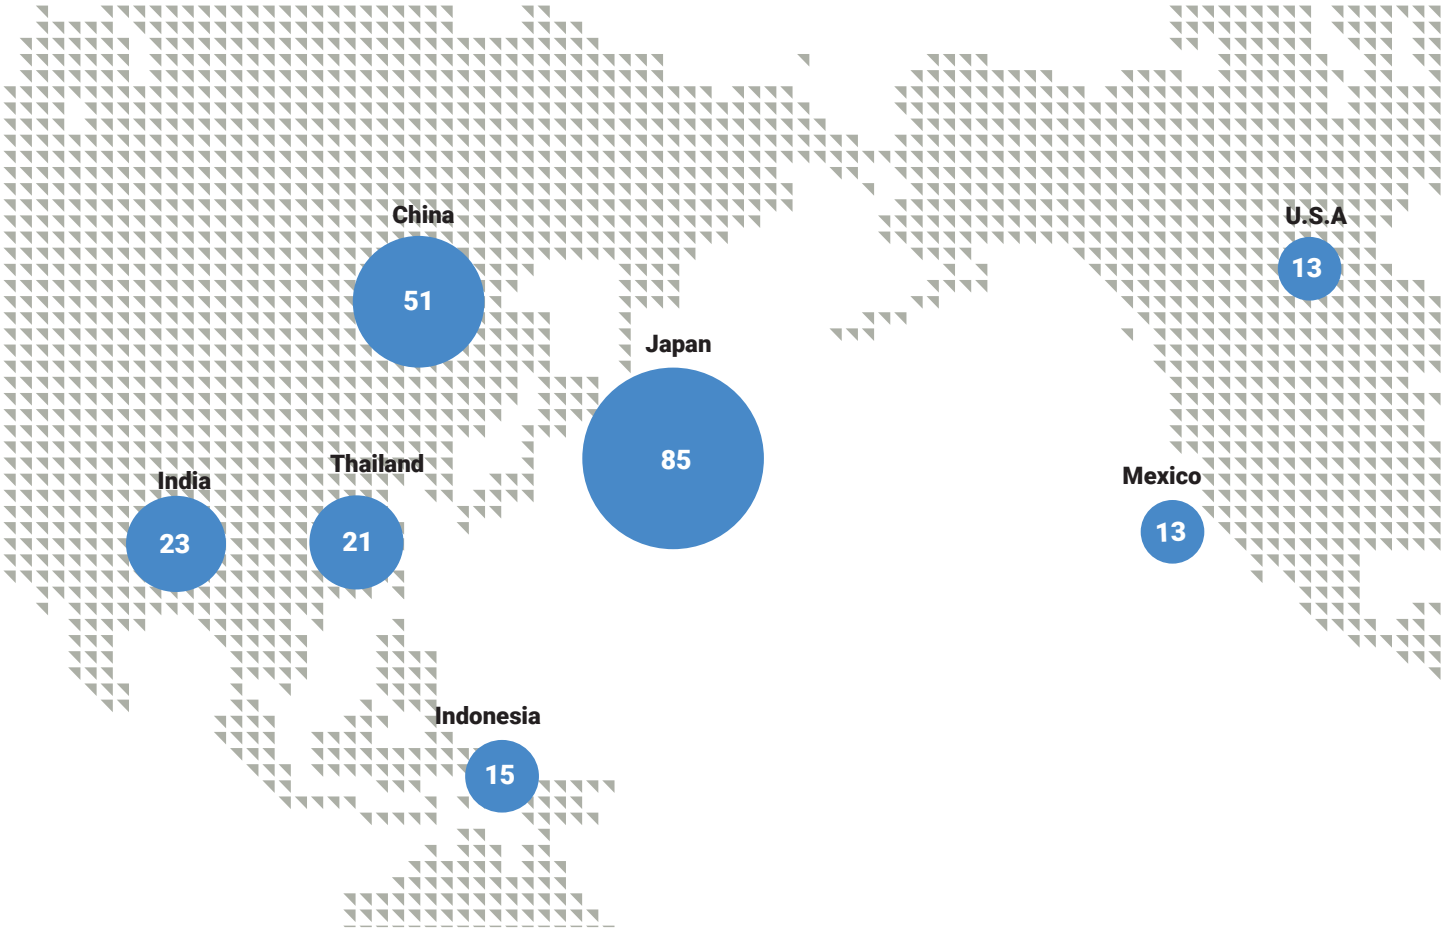 China
51
U.S.A
13
Japan
85
India
23
Thailand
21
Mexico
13
Indonesia
15